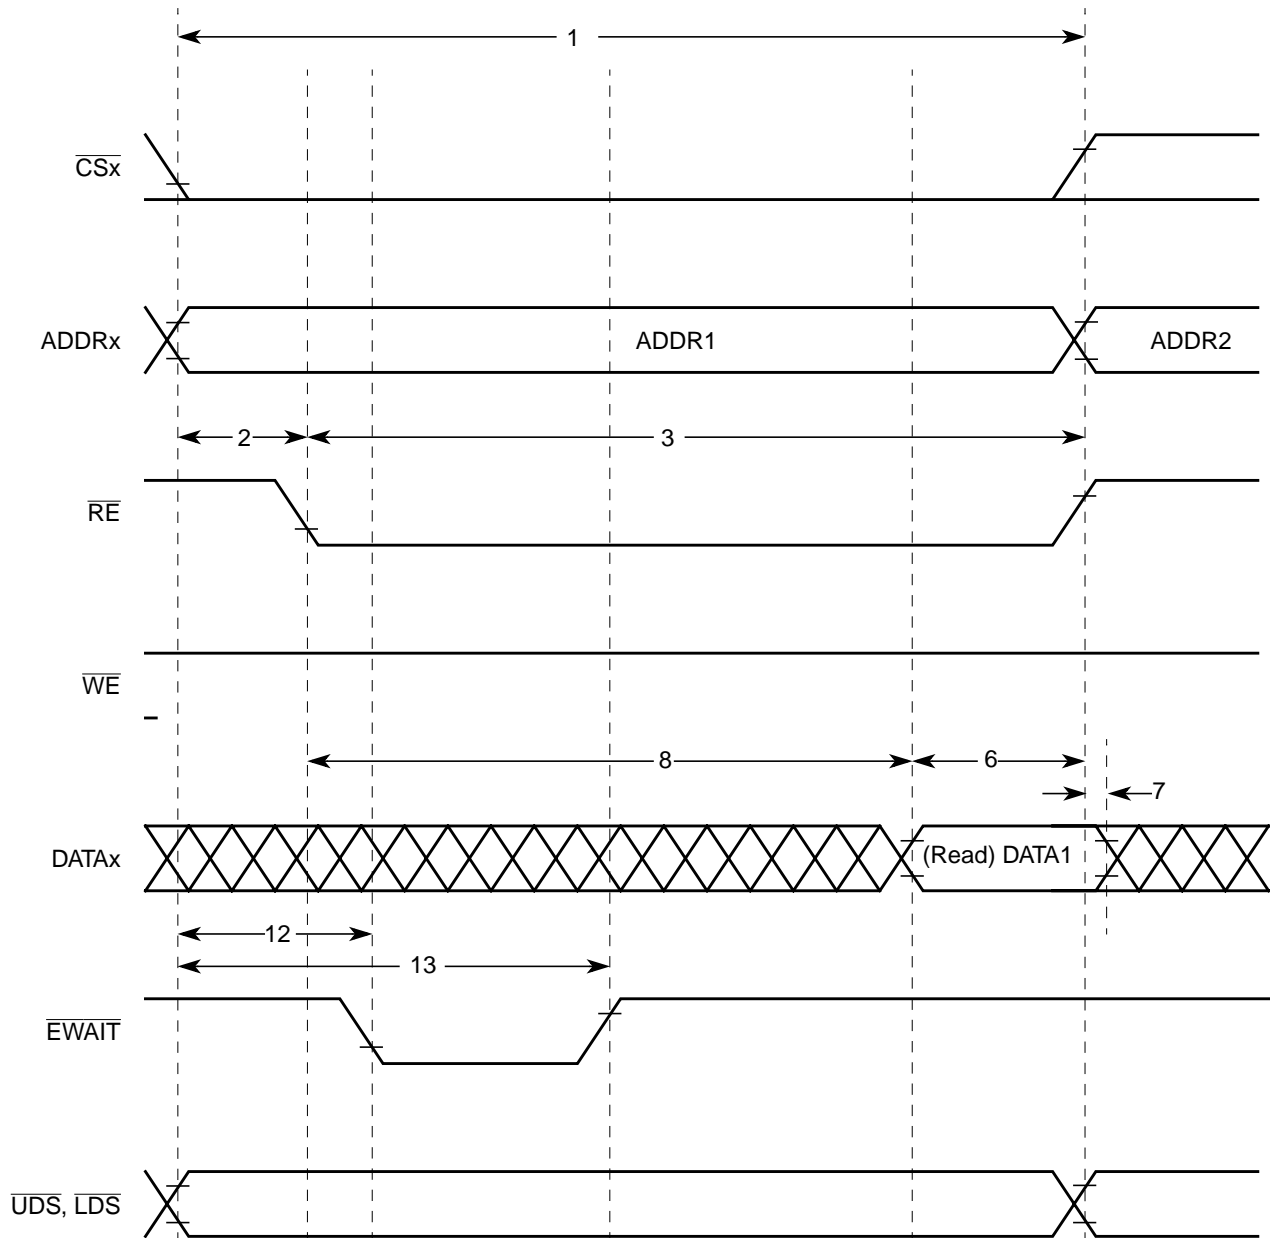 1
CSx
ADDRx ADDR1 ADDR2
2 3
RE
WE
8 6
7
DATAx (Read) DATA1
12
13
EWAIT
UDS, LDS